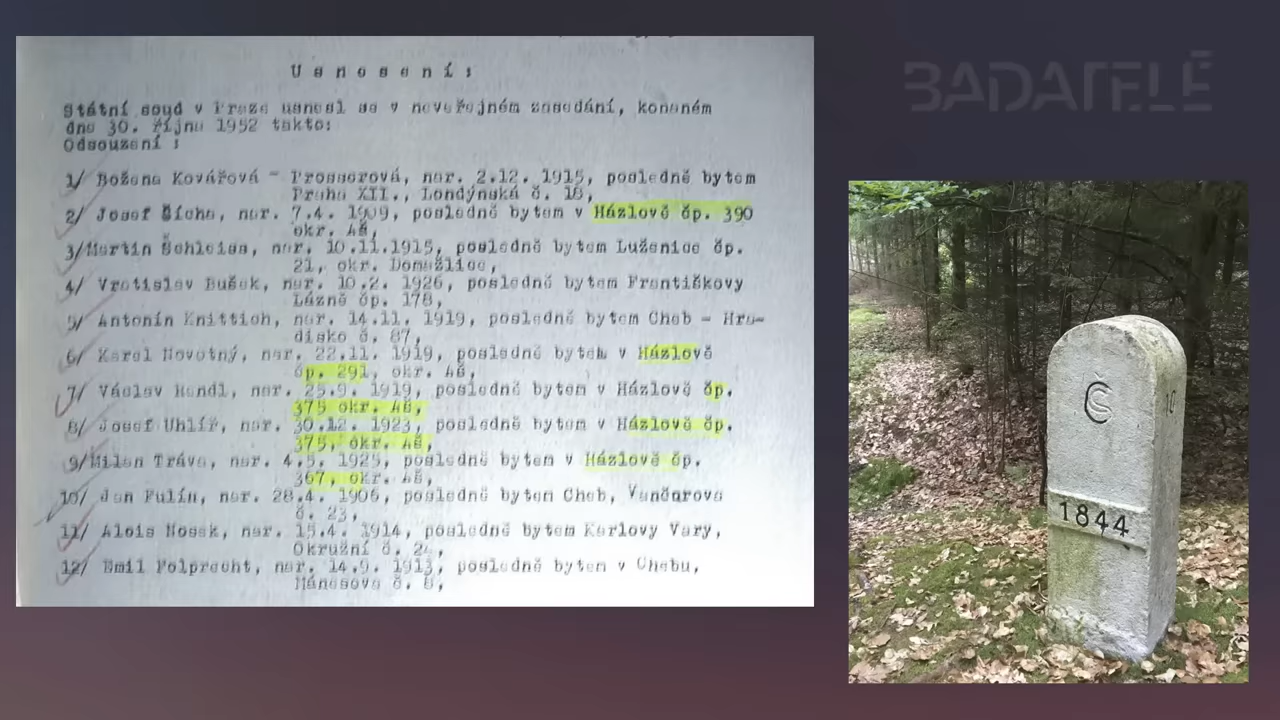 U s n e s e n í :
Státní soud v Praze usnesl se v neveřejném zasedání, konaném
dne 30. října 1952 takto:
Odsouzení :
1/ Božena Kovářová - Prosserová, nar. 2.12. 1915, posledně bytem
Praha XII., Londýnská č. 18,
2/ Josef Šícha, nar. 7.4. 1909, posledně bytem v Házlově čp. 390
okr. Aš,
3/Martin Schleiss, nar. 10.11.1915, posledně bytem Luženice čp.
21, okr. Domažlice,
4/ Vratislav Bušek, nar. 10.2. 1926, posledně bytem Františkovy
Lázně čp. 178,
5/ Antonín Knittich, nar. 14.11. 1919, posledně bytem Cheb - Hra-
disko č. 87,
6/ Karel Novotný, nar. 22.11. 1919, posledně bytem v Házlově
čp. 291, okr. Aš,
7/ Václav Handl, nar. 25.9. 1919, posledně bytem v Házlově čp.
375 okr. Aš,
8/ Josef Uhlíř, nar. 30.12. 1923, posledně bytem v Házlově čp.
375, okr. Aš,
9/Milan Tráva, nar. 4.5. 1925, posledně bytem v Házlově čp.
367, okr. Aš,
10/ Jan Fulín, nar. 28.4. 1906, posledně bytem Cheb, Vančurova
č. 23,
11/ Alois Nosek, nar. 15.4. 1914, posledně bytem Karlovy Vary,
Okružní č.
12/ Emil Polprecht, nar. 14.9. 1913, posledně bytem v Chebu,
Mánesova č. 8,
BADATELÉ
ČS
1844